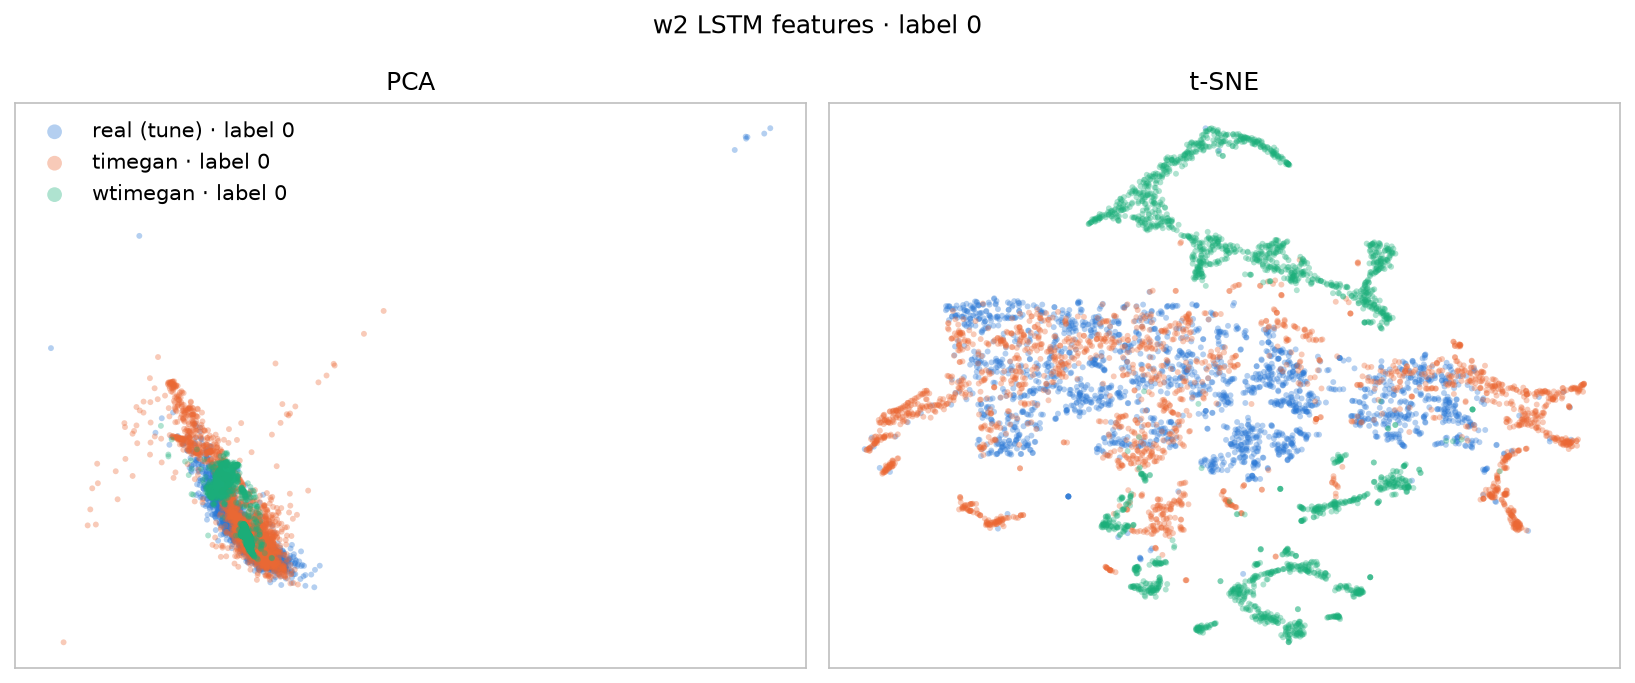 w2 LSTM features · label 0
PCA
real (tune) · label 0
timegan · label 0
wtimegan · label 0
t-SNE